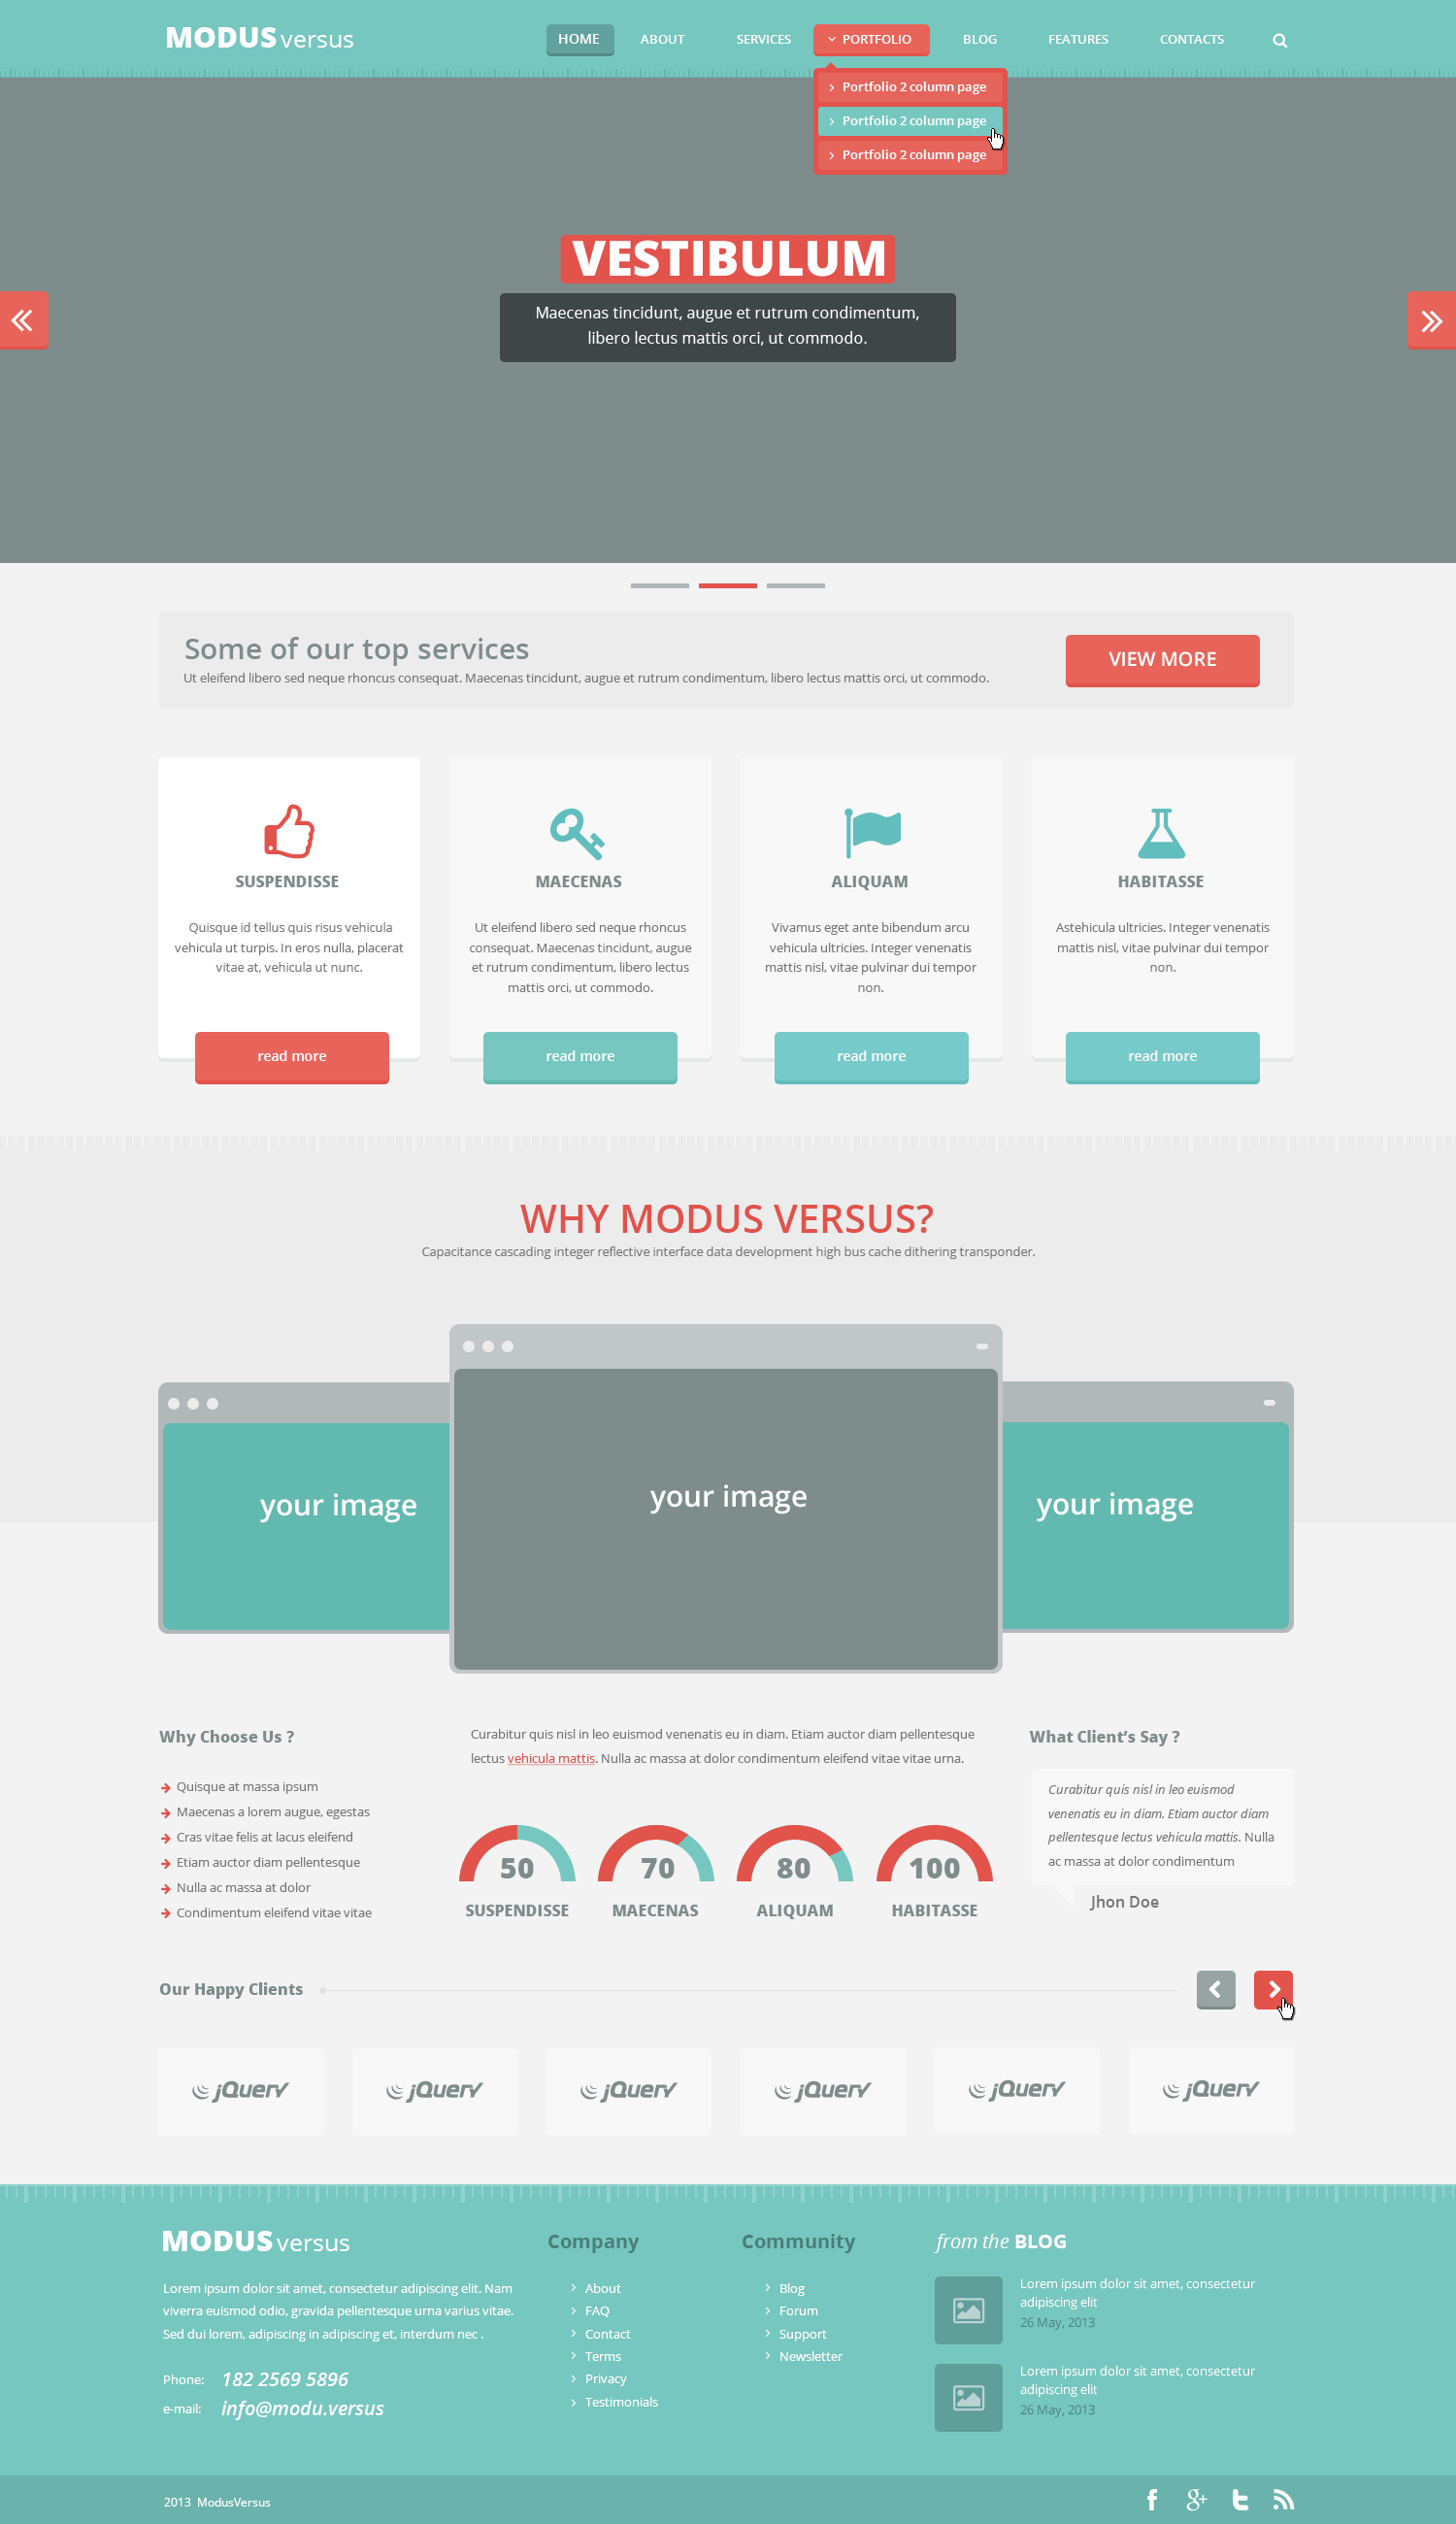 MODUS versus
HOME ABOUT SERVICES PORTFOLIO BLOG FEATURES CONTACTS
Portfolio 2 column page
Portfolio 2 column page
Portfolio 2 column page
VESTIBULUM
Maecenas tincidunt, augue et rutrum condimentum,
libero lectus mattis orci, ut commodo.
Some of our top services
Ut eleifend libero sed neque rhoncus consequat. Maecenas tincidunt, augue et rutrum condimentum, libero lectus mattis orci, ut commodo.
VIEW MORE
SUSPENDISSE
Quisque id tellus quis risus vehicula
vehicula ut turpis. In eros nulla, placerat
vitae at, vehicula ut nunc.
read more
MAECENAS
Ut eleifend libero sed neque rhoncus
consequat. Maecenas tincidunt, augue
et rutrum condimentum, libero lectus
mattis orci, ut commodo.
read more
ALIQUAM
Vivamus eget ante bibendum arcu
vehicula ultricies. Integer venenatis
mattis nisl, vitae pulvinar dui tempor
non.
read more
HABITASSE
Astehicula ultricies. Integer venenatis
mattis nisl, vitae pulvinar dui tempor
non.
read more
WHY MODUS VERSUS?
Capacitance cascading integer reflective interface data development high bus cache dithering transponder.
your image
your image
your image
Why Choose Us ?
Quisque at massa ipsum
Maecenas a lorem augue, egestas
Cras vitae felis at lacus eleifend
Etiam auctor diam pellentesque
Nulla ac massa at dolor
Condimentum eleifend vitae vitae
Curabitur quis nisl in leo euismod venenatis eu in diam. Etiam auctor diam pellentesque
lectus vehicula mattis. Nulla ac massa at dolor condimentum eleifend vitae vitae urna.
50 70 80 100
SUSPENDISSE MAECENAS ALIQUAM HABITASSE
What Client’s Say ?
Curabitur quis nisl in leo euismod
venenatis eu in diam. Etiam auctor diam
pellentesque lectus vehicula mattis. Nulla
ac massa at dolor condimentum
Jhon Doe
Our Happy Clients
jQuery jQuery jQuery jQuery jQuery jQuery
MODUS versus
Lorem ipsum dolor sit amet, consectetur adipiscing elit. Nam
viverra euismod odio, gravida pellentesque urna varius vitae.
Sed dui lorem, adipiscing in adipiscing et, interdum nec .
Phone: 182 2569 5896
e-mail: info@modu.versus
Company
About
FAQ
Contact
Terms
Privacy
Testimonials
Community
Blog
Forum
Support
Newsletter
from the BLOG
Lorem ipsum dolor sit amet, consectetur
adipiscing elit
26 May, 2013
Lorem ipsum dolor sit amet, consectetur
adipiscing elit
26 May, 2013
2013 ModusVersus